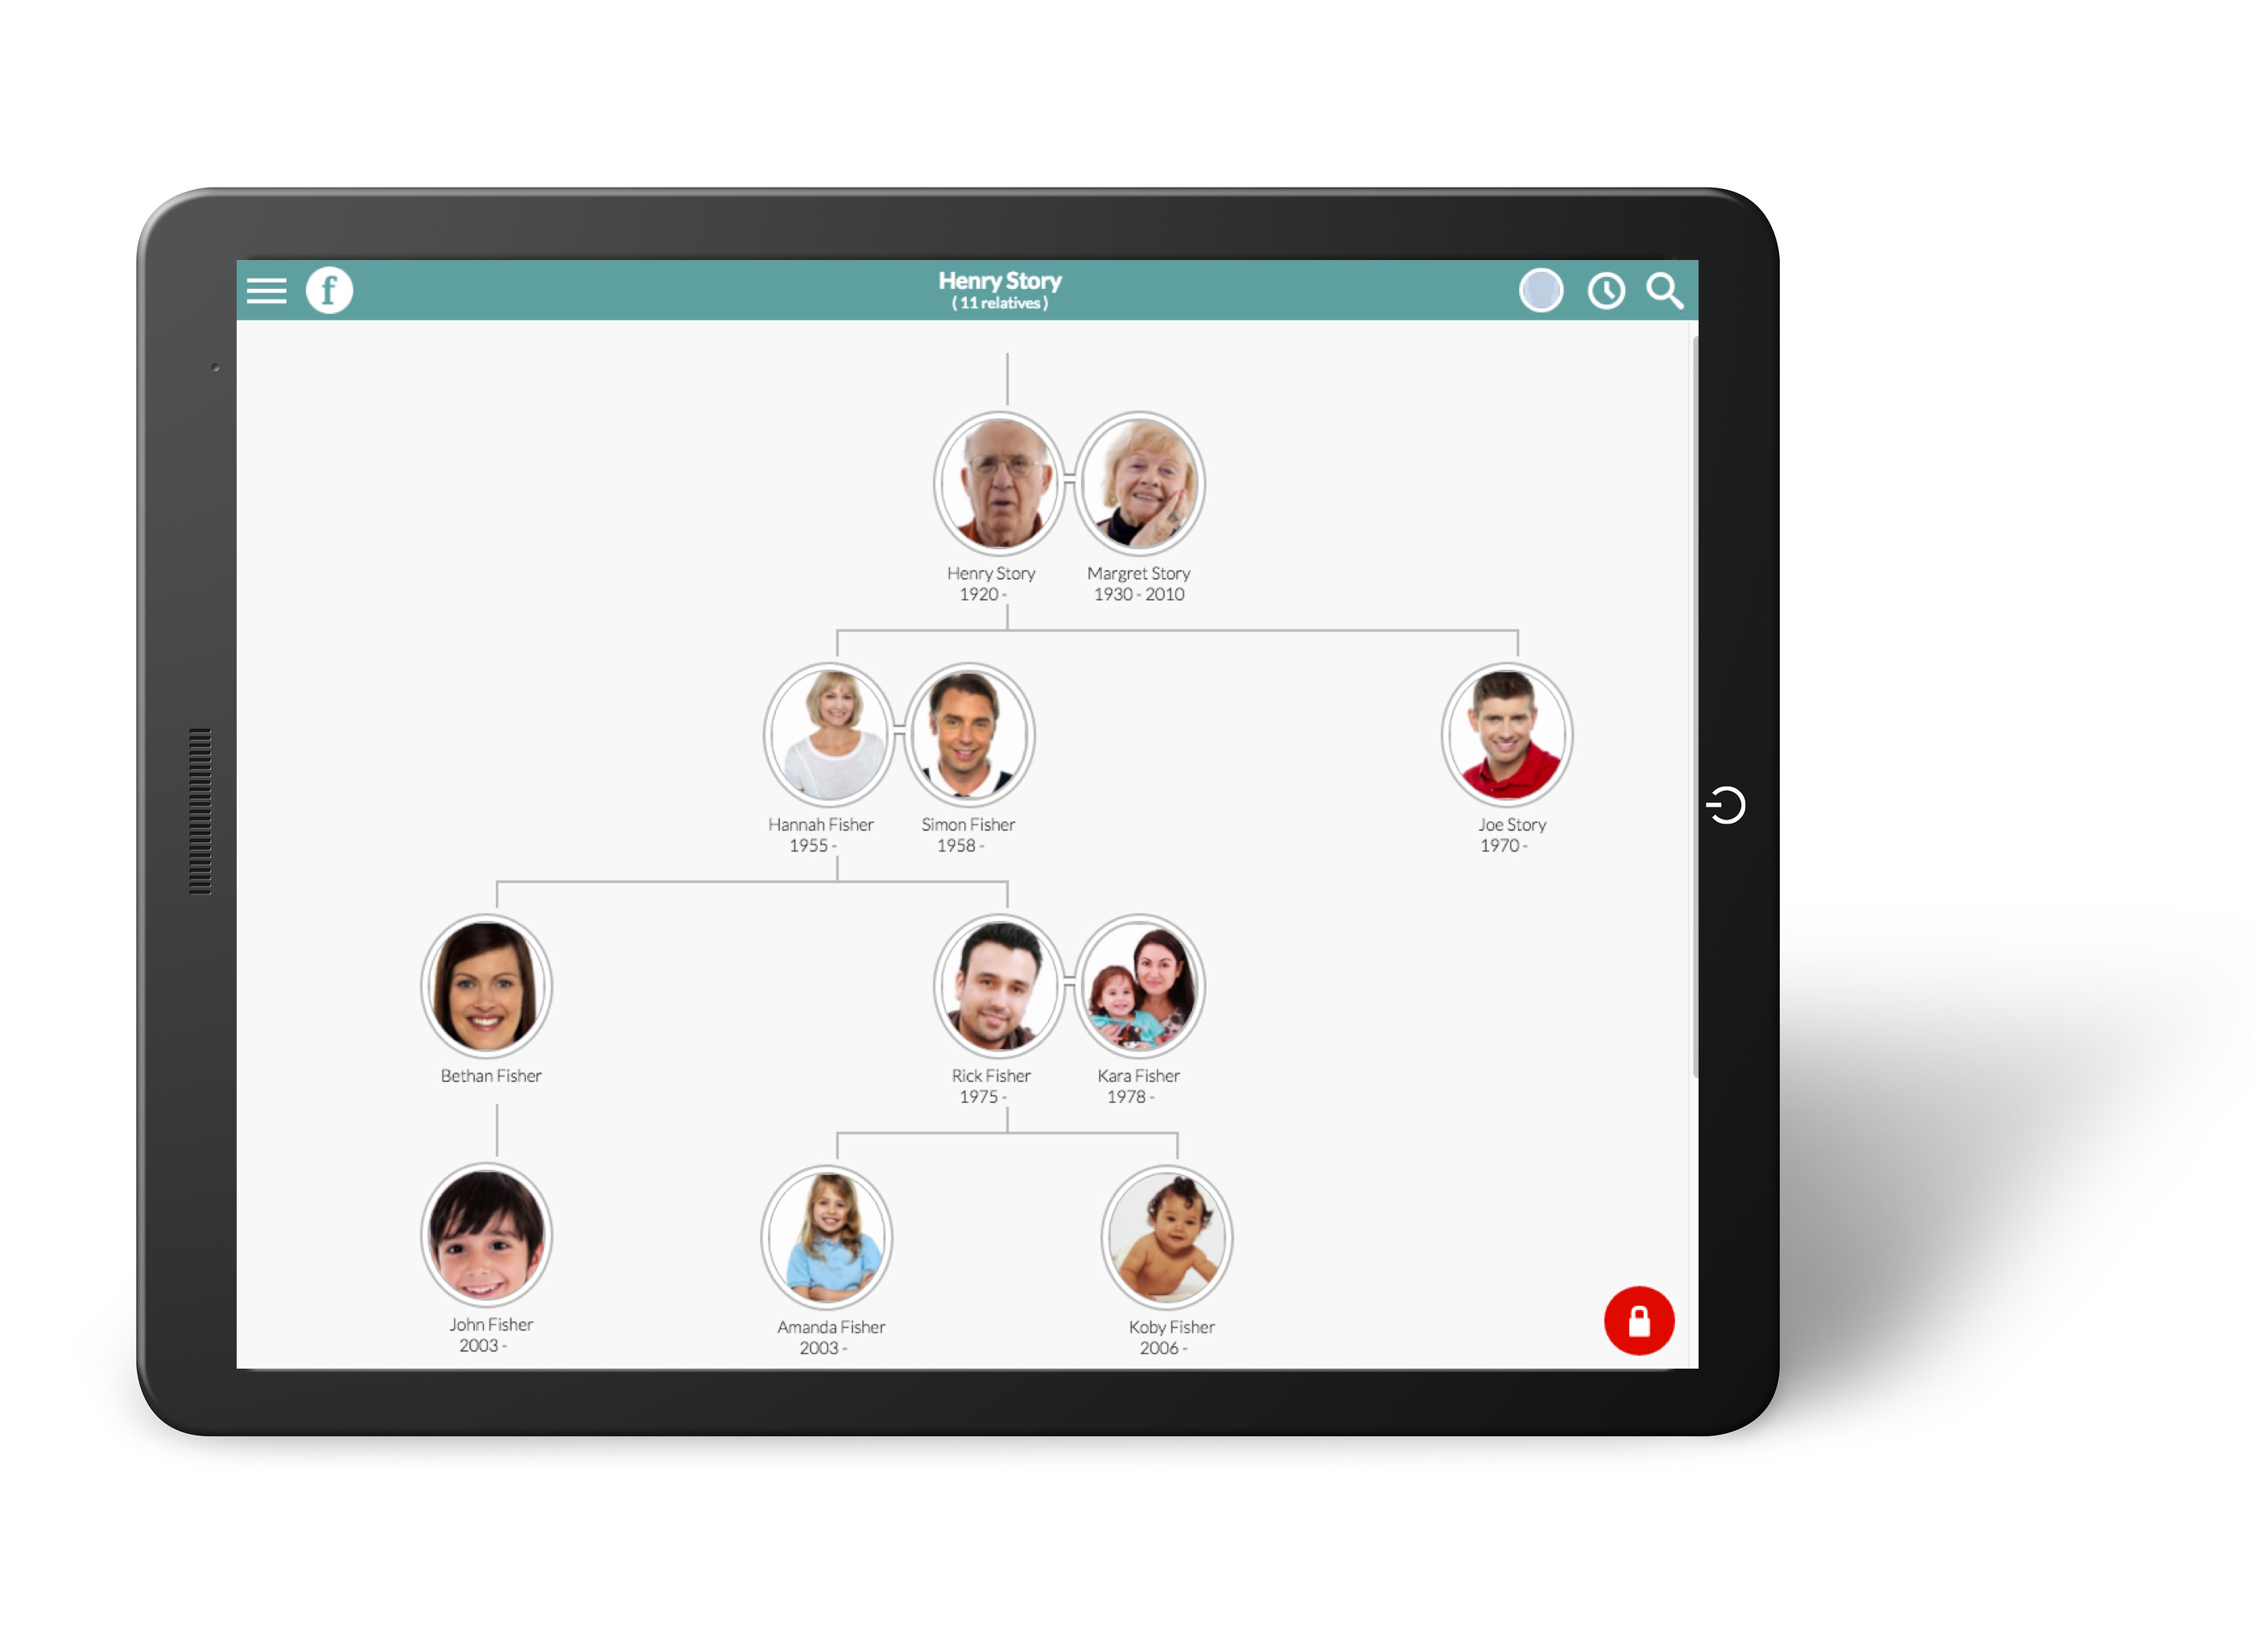 f
Henry Story
( 11 relatives )
Henry Story
1920 -
Margret Story
1930 - 2010
Hannah Fisher
1955 -
Simon Fisher
1958 -
Joe Story
1970 -
Bethan Fisher
Rick Fisher
1975 -
Kara Fisher
1978 -
John Fisher
2003 -
Amanda Fisher
2003 -
Koby Fisher
2006 -